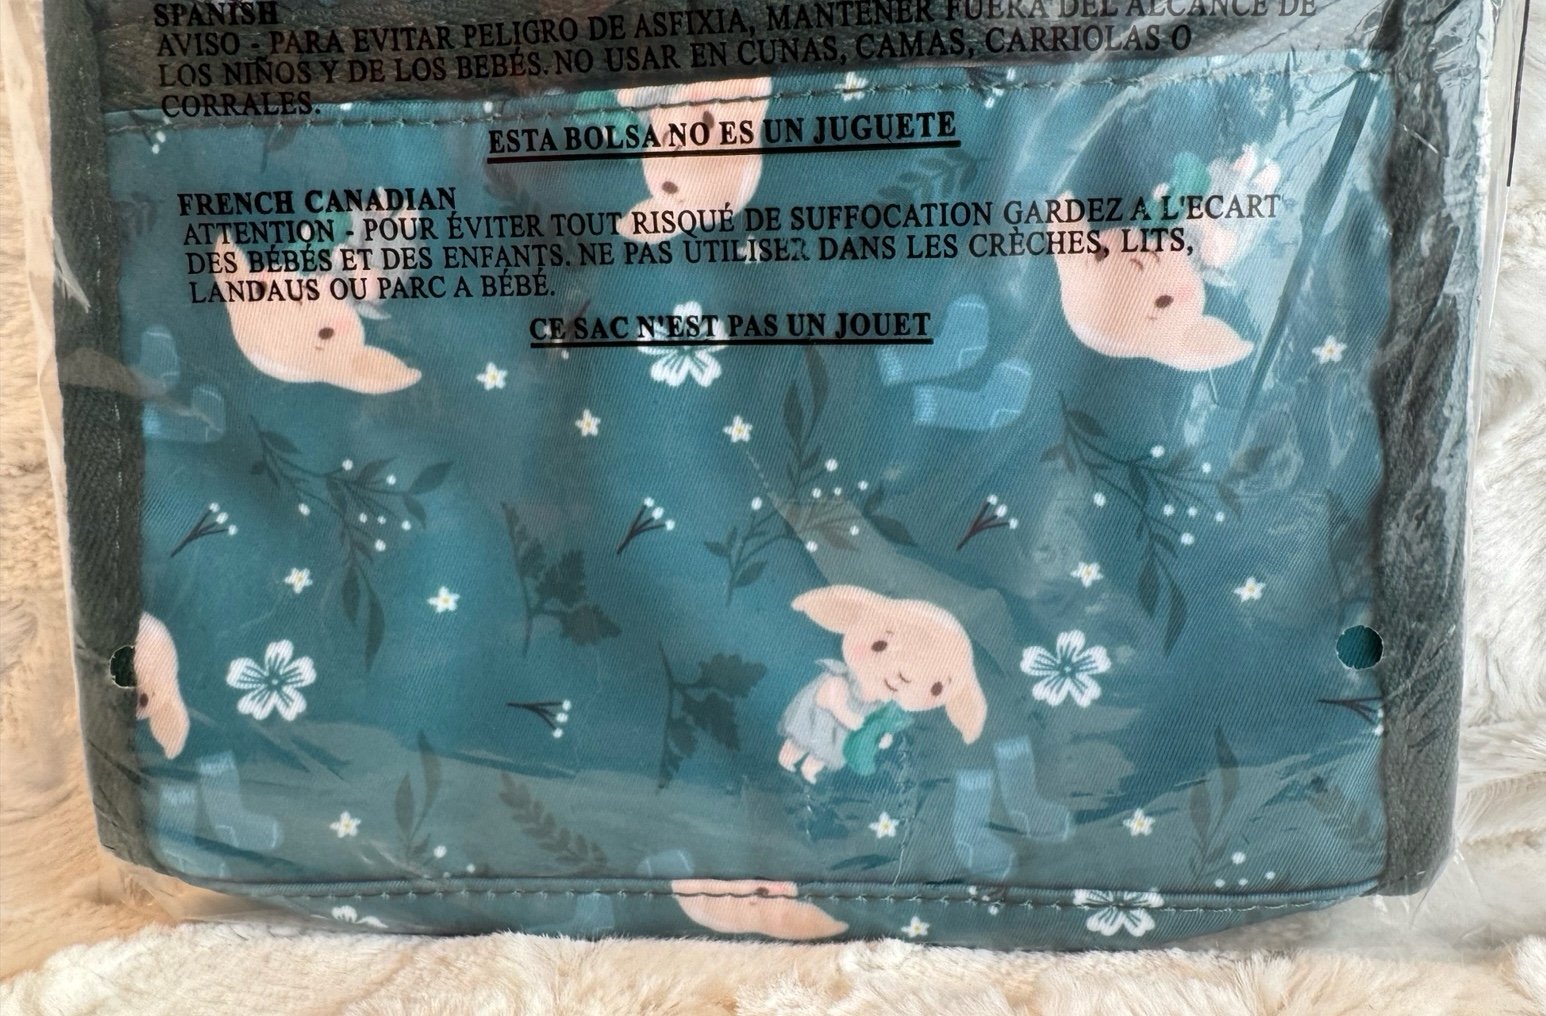 SPANISH
AVISO - PARA EVITAR PELIGRO DE ASFIXIA, MANTENER FUERA DEL ALCANCE DE
LOS NIÑOS Y DE LOS BEBÉS. NO USAR EN CUNAS, CAMAS, CARRIOLAS O
CORRALES.
ESTA BOLSA NO ES UN JUGUETE
FRENCH CANADIAN
ATTENTION - POUR ÉVITER TOUT RISQUÉ DE SUFFOCATION GARDEZ A L'ECART
DES BÉBÉS ET DES ENFANTS. NE PAS ÙTILISER DANS LES CRÈCHES, LITS,
LANDAUS OU PARC A BÉBÉ.
CE SAC N'EST PAS UN JOUET